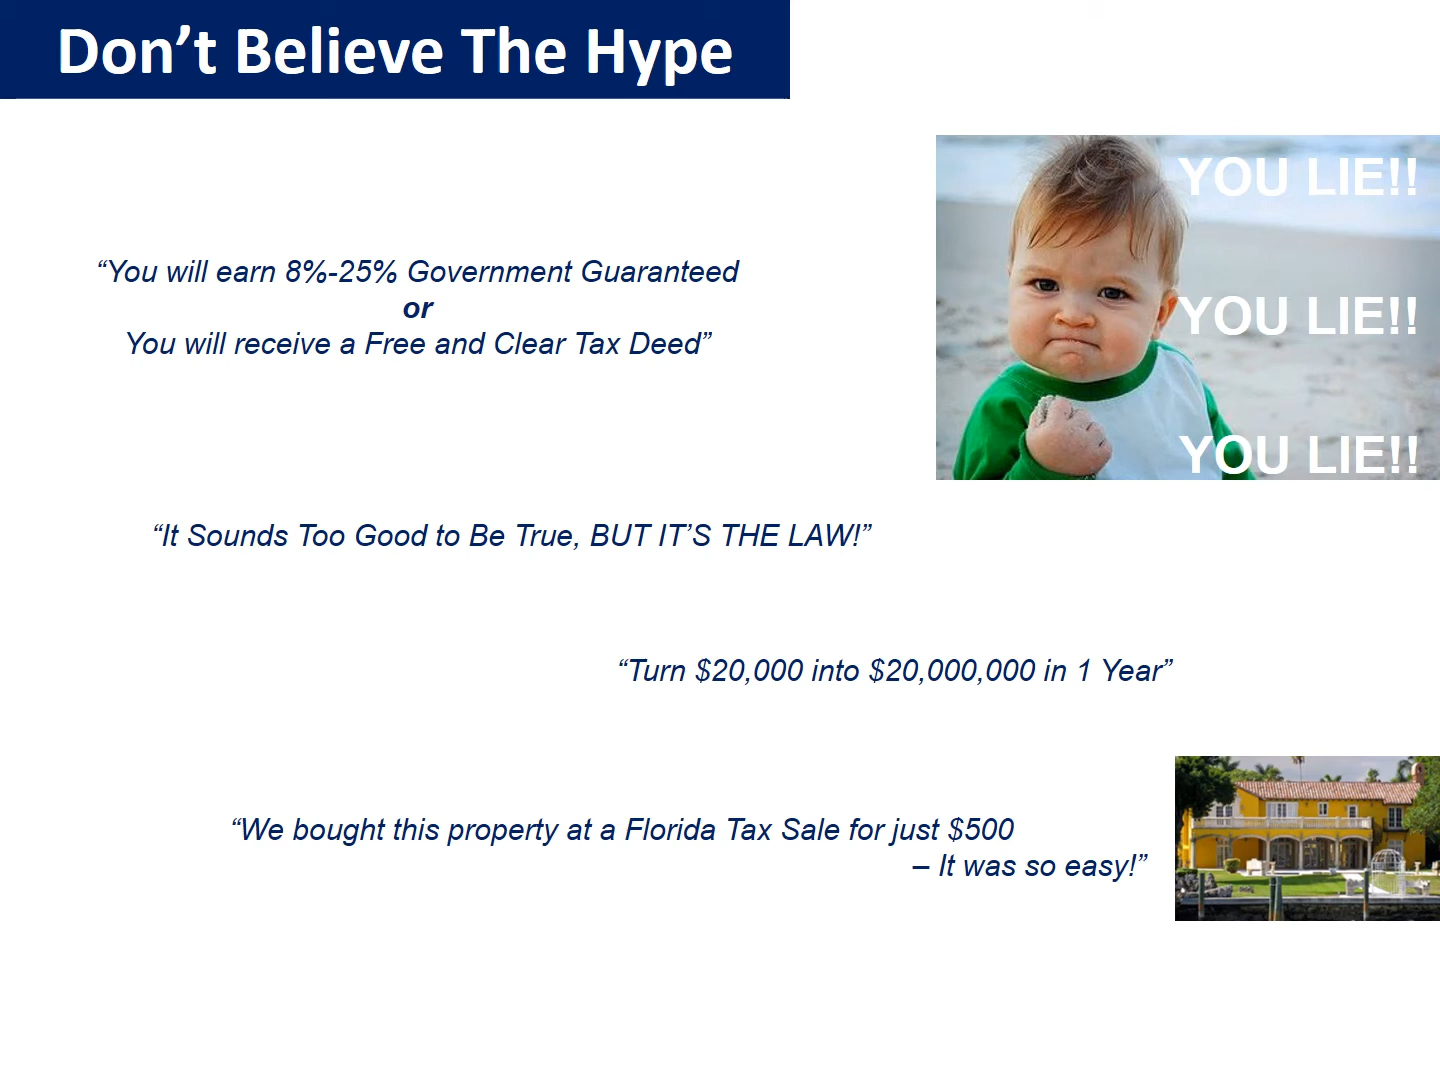 Don’t Believe The Hype
YOU LIE!!
“You will earn 8%-25% Government Guaranteed
or
You will receive a Free and Clear Tax Deed”
YOU LIE!!
YOU LIE!!
“It Sounds Too Good to Be True, BUT IT’S THE LAW!”
“Turn $20,000 into $20,000,000 in 1 Year”
“We bought this property at a Florida Tax Sale for just $500
– It was so easy!”